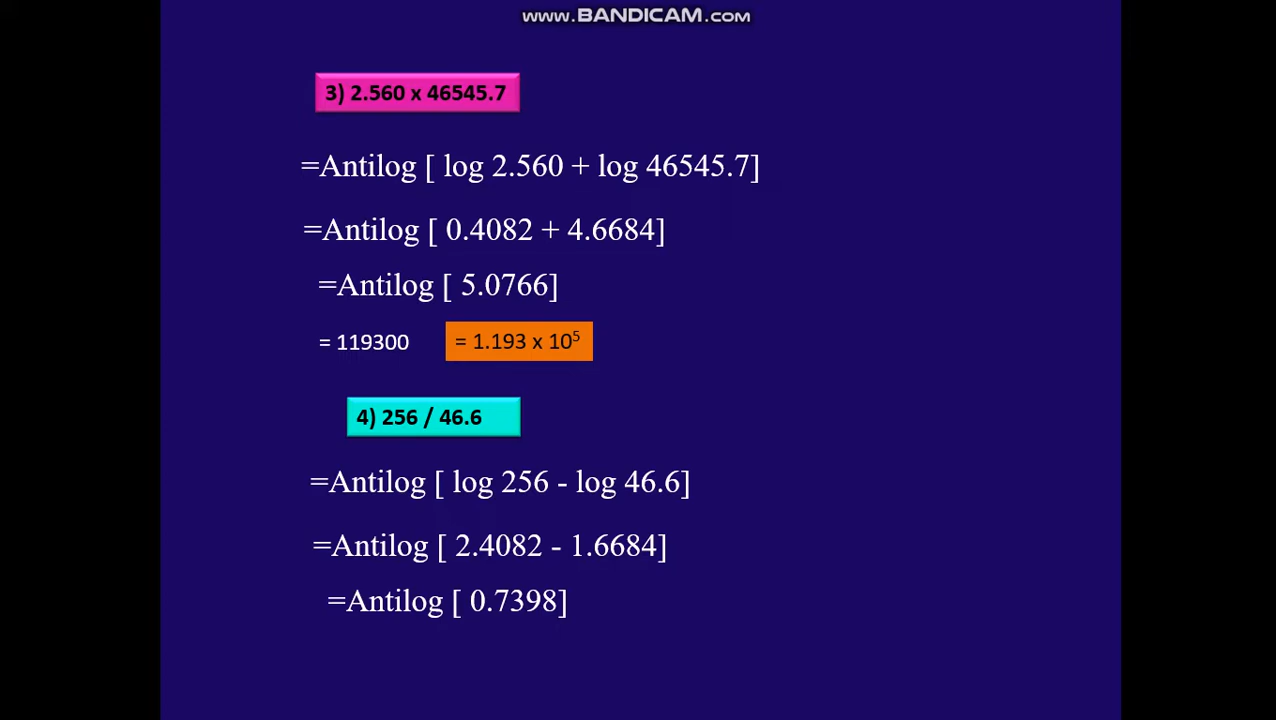 www.BANDICAM.com
3) 2.560 x 46545.7
=Antilog [ log 2.560 + log 46545.7]
=Antilog [ 0.4082 + 4.6684]
=Antilog [ 5.0766]
= 119300 = 1.193 x 10⁵
4) 256 / 46.6
=Antilog [ log 256 - log 46.6]
=Antilog [ 2.4082 - 1.6684]
=Antilog [ 0.7398]